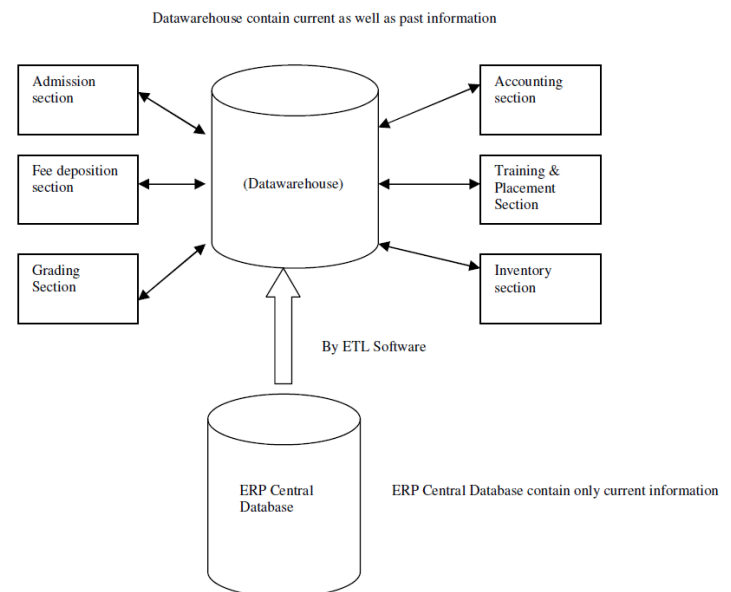 Datawarehouse contain current as well as past information
Admission
section
Accounting
section
Fee deposition
section
(Datawarehouse)
Training &
Placement
Section
Grading
Section
Inventory
section
By ETL Software
ERP Central
Database
ERP Central Database contain only current information